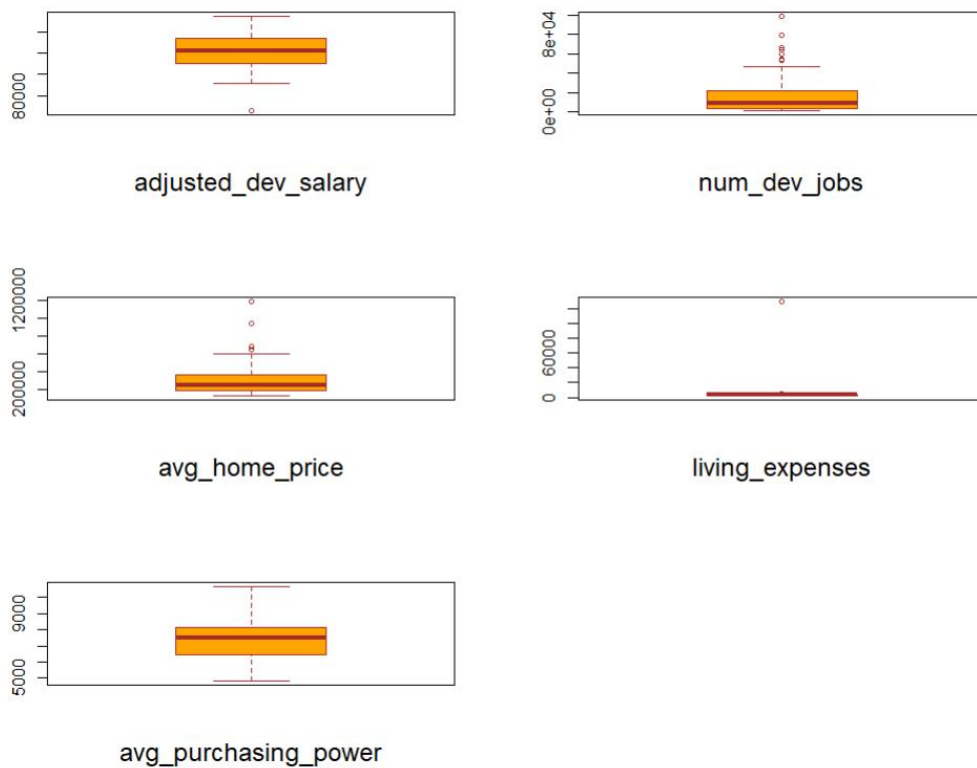 80000
adjusted_dev_salary
0e+00 8e+04
num_dev_jobs
200000 1200000
avg_home_price
0 60000
living_expenses
5000 9000
avg_purchasing_power